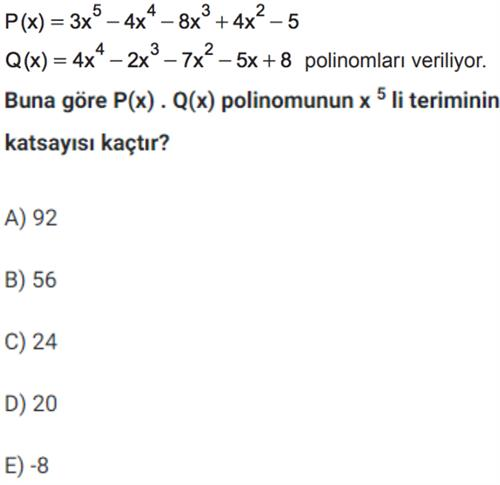 P(x) = 3x⁵ − 4x⁴ − 8x³ + 4x² − 5
Q(x) = 4x⁴ − 2x³ − 7x² − 5x + 8 polinomları veriliyor.
Buna göre P(x) . Q(x) polinomunun x ⁵ li teriminin
katsayısı kaçtır?
A) 92
B) 56
C) 24
D) 20
E) -8